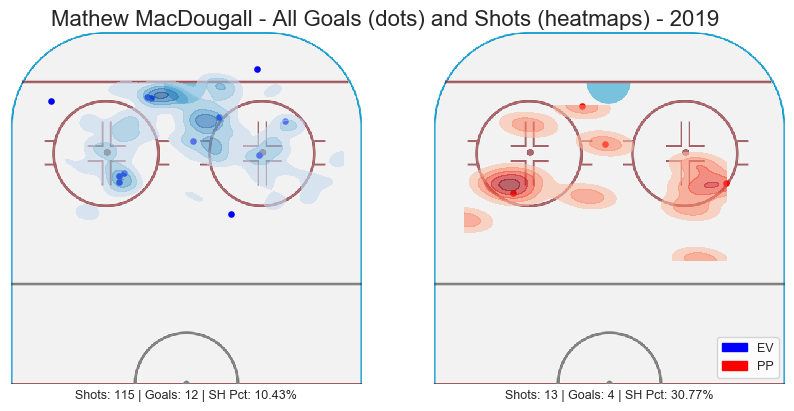 Mathew MacDougall - All Goals (dots) and Shots (heatmaps) - 2019
EV
PP
Shots: 115 | Goals: 12 | SH Pct: 10.43%
Shots: 13 | Goals: 4 | SH Pct: 30.77%